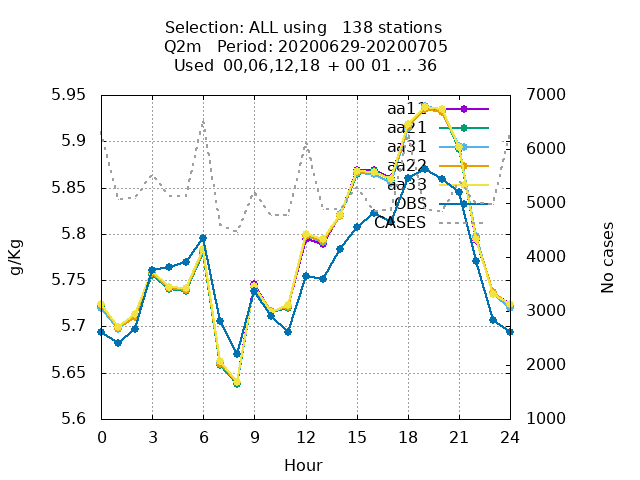 Selection: ALL using   138 stations
Q2m   Period: 20200629-20200705
Used  00,06,12,18 + 00 01 ... 36
5.95
5.9
5.85
5.8
5.75
5.7
5.65
5.6
g/Kg
7000
6000
5000
4000
3000
2000
1000
No cases
aa11
aa21
aa31
aa22
aa33
OBS
CASES
0 3 6 9 12 15 18 21 24
Hour